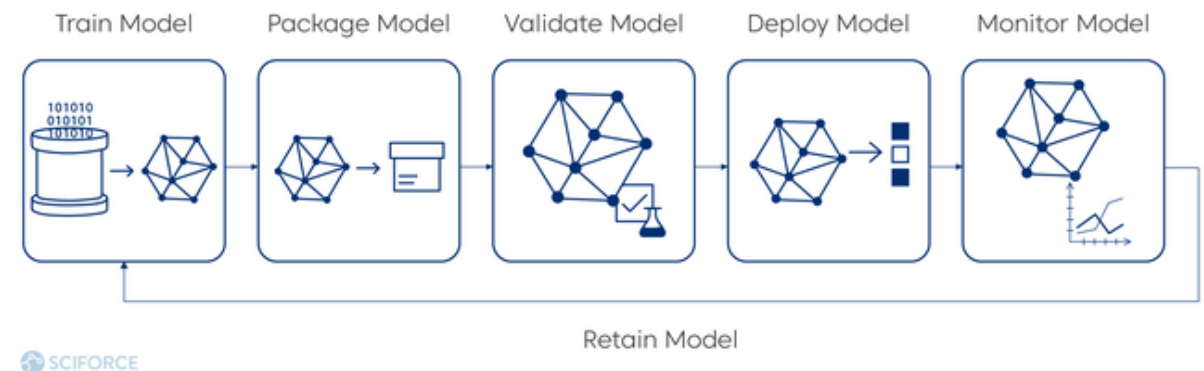 Train Model
Package Model
Validate Model
Deploy Model
Monitor Model
101010
010101
101010
Retain Model
SCIFORCE